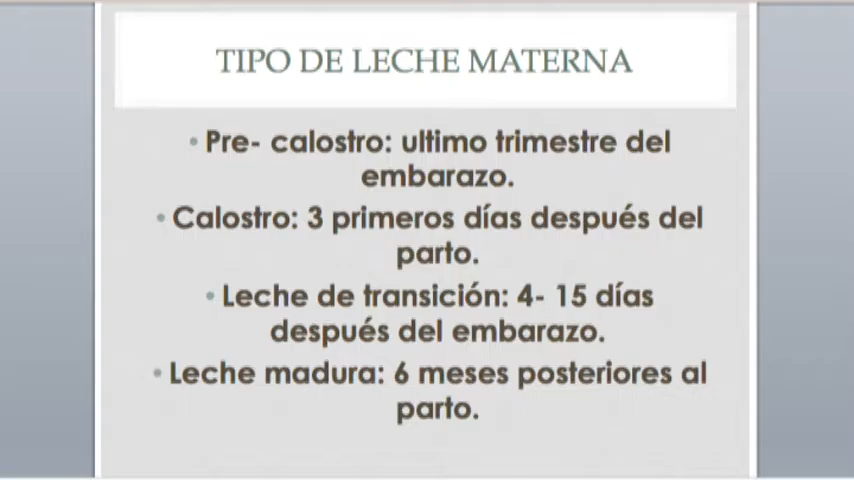 TIPO DE LECHE MATERNA
• Pre- calostro: ultimo trimestre del
embarazo.
• Calostro: 3 primeros días después del
parto.
• Leche de transición: 4- 15 días
después del embarazo.
• Leche madura: 6 meses posteriores al
parto.